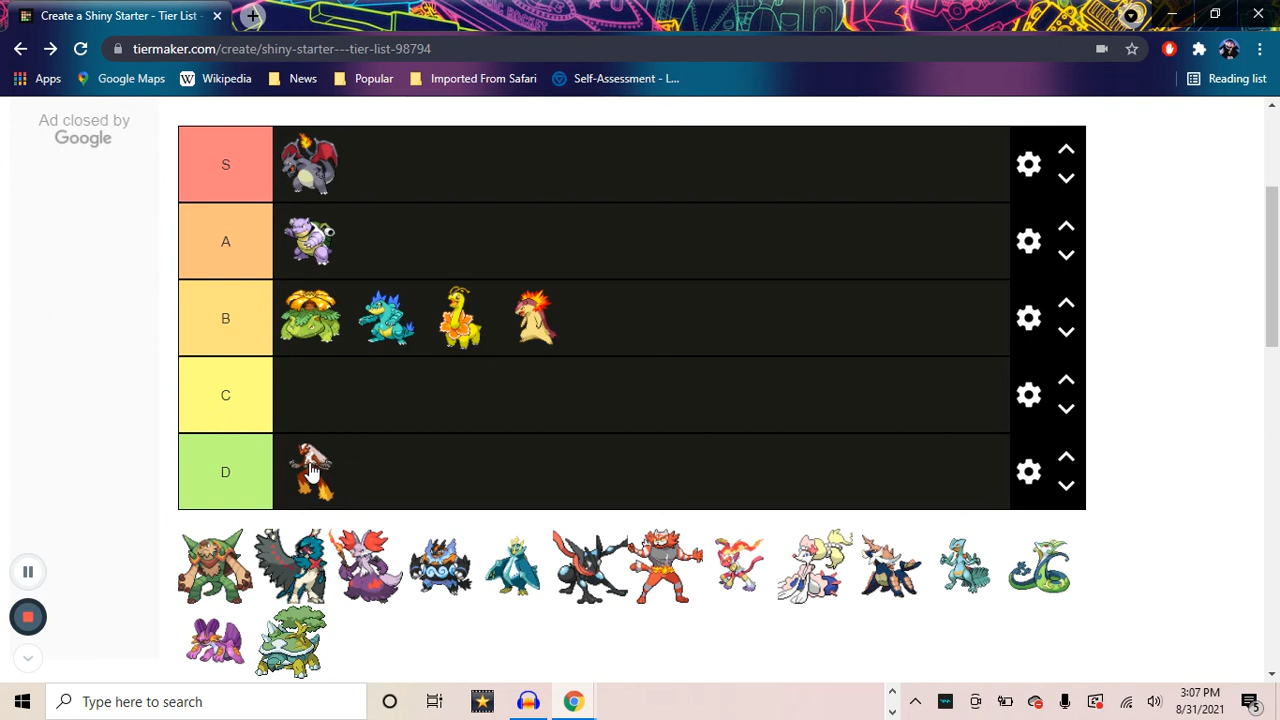 Create a Shiny Starter - Tier List -
tiermaker.com/create/shiny-starter---tier-list-98794
Apps Google Maps Wikipedia News Popular Imported From Safari Self-Assessment – L... Reading list
Ad closed by
Google
S
A
B
C
D
Type here to search
3:07 PM
8/31/2021
5